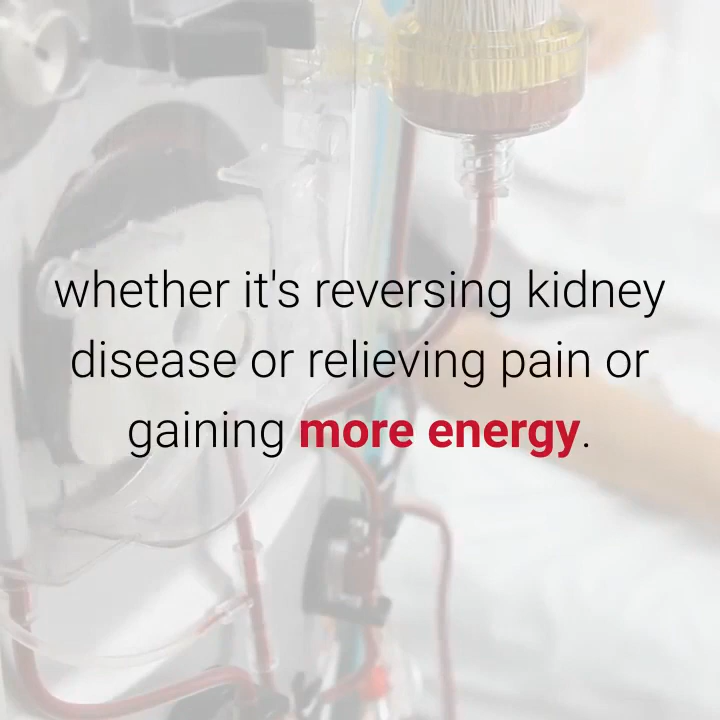 whether it's reversing kidney
disease or relieving pain or
gaining more energy.